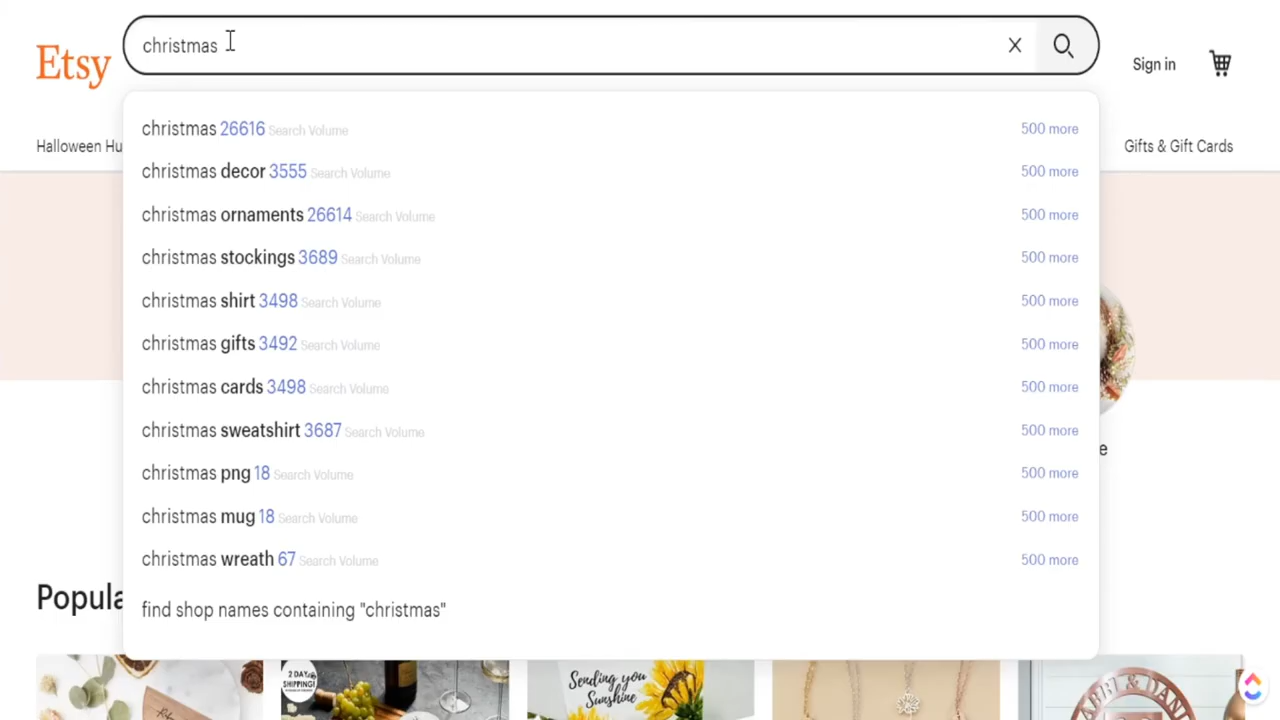 christmas
Etsy
Sign in
Halloween Hu
Gifts & Gift Cards
christmas 26616 Search Volume 500 more
christmas decor 3555 Search Volume 500 more
christmas ornaments 26614 Search Volume 500 more
christmas stockings 3689 Search Volume 500 more
christmas shirt 3498 Search Volume 500 more
christmas gifts 3492 Search Volume 500 more
christmas cards 3498 Search Volume 500 more
christmas sweatshirt 3687 Search Volume 500 more
e
christmas png 18 Search Volume 500 more
christmas mug 18 Search Volume 500 more
christmas wreath 67 Search Volume 500 more
Popula
find shop names containing "christmas"
2 DAY
SHIPPING!
Sending you
Sunshine